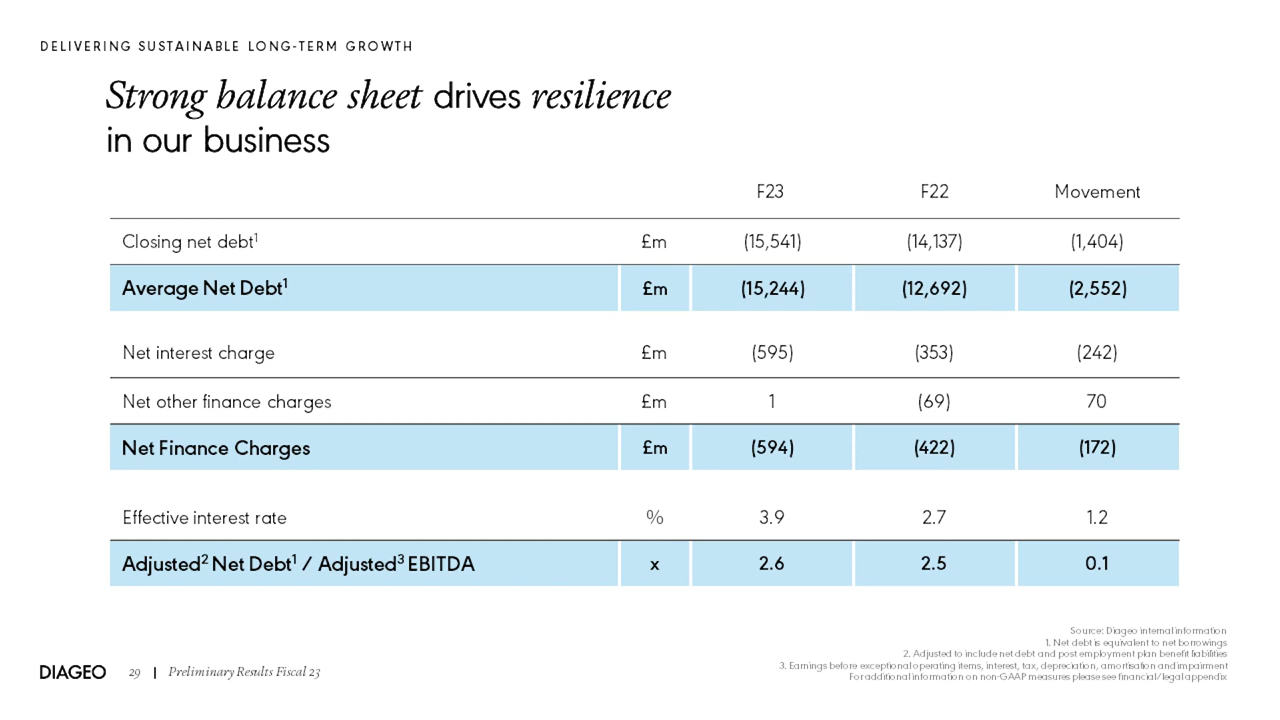 DELIVERING SUSTAINABLE LONG-TERM GROWTH
Strong balance sheet drives resilience
in our business
F23 F22 Movement
Closing net debt¹ £m (15,541) (14,137) (1,404)
Average Net Debt¹ £m (15,244) (12,692) (2,552)
Net interest charge £m (595) (353) (242)
Net other finance charges £m 1 (69) 70
Net Finance Charges £m (594) (422) (172)
Effective interest rate % 3.9 2.7 1.2
Adjusted² Net Debt¹ / Adjusted³ EBITDA x 2.6 2.5 0.1
Source: Diageo internal information
1. Net debt is equivalent to net borrowings
2. Adjusted to include net debt and post employment plan benefit liabilities
3. Earnings before exceptional operating items, interest, tax, depreciation, amortisation and impairment
For additional information on non-GAAP measures please see financial/legal appendix
DIAGEO 29 | Preliminary Results Fiscal 23